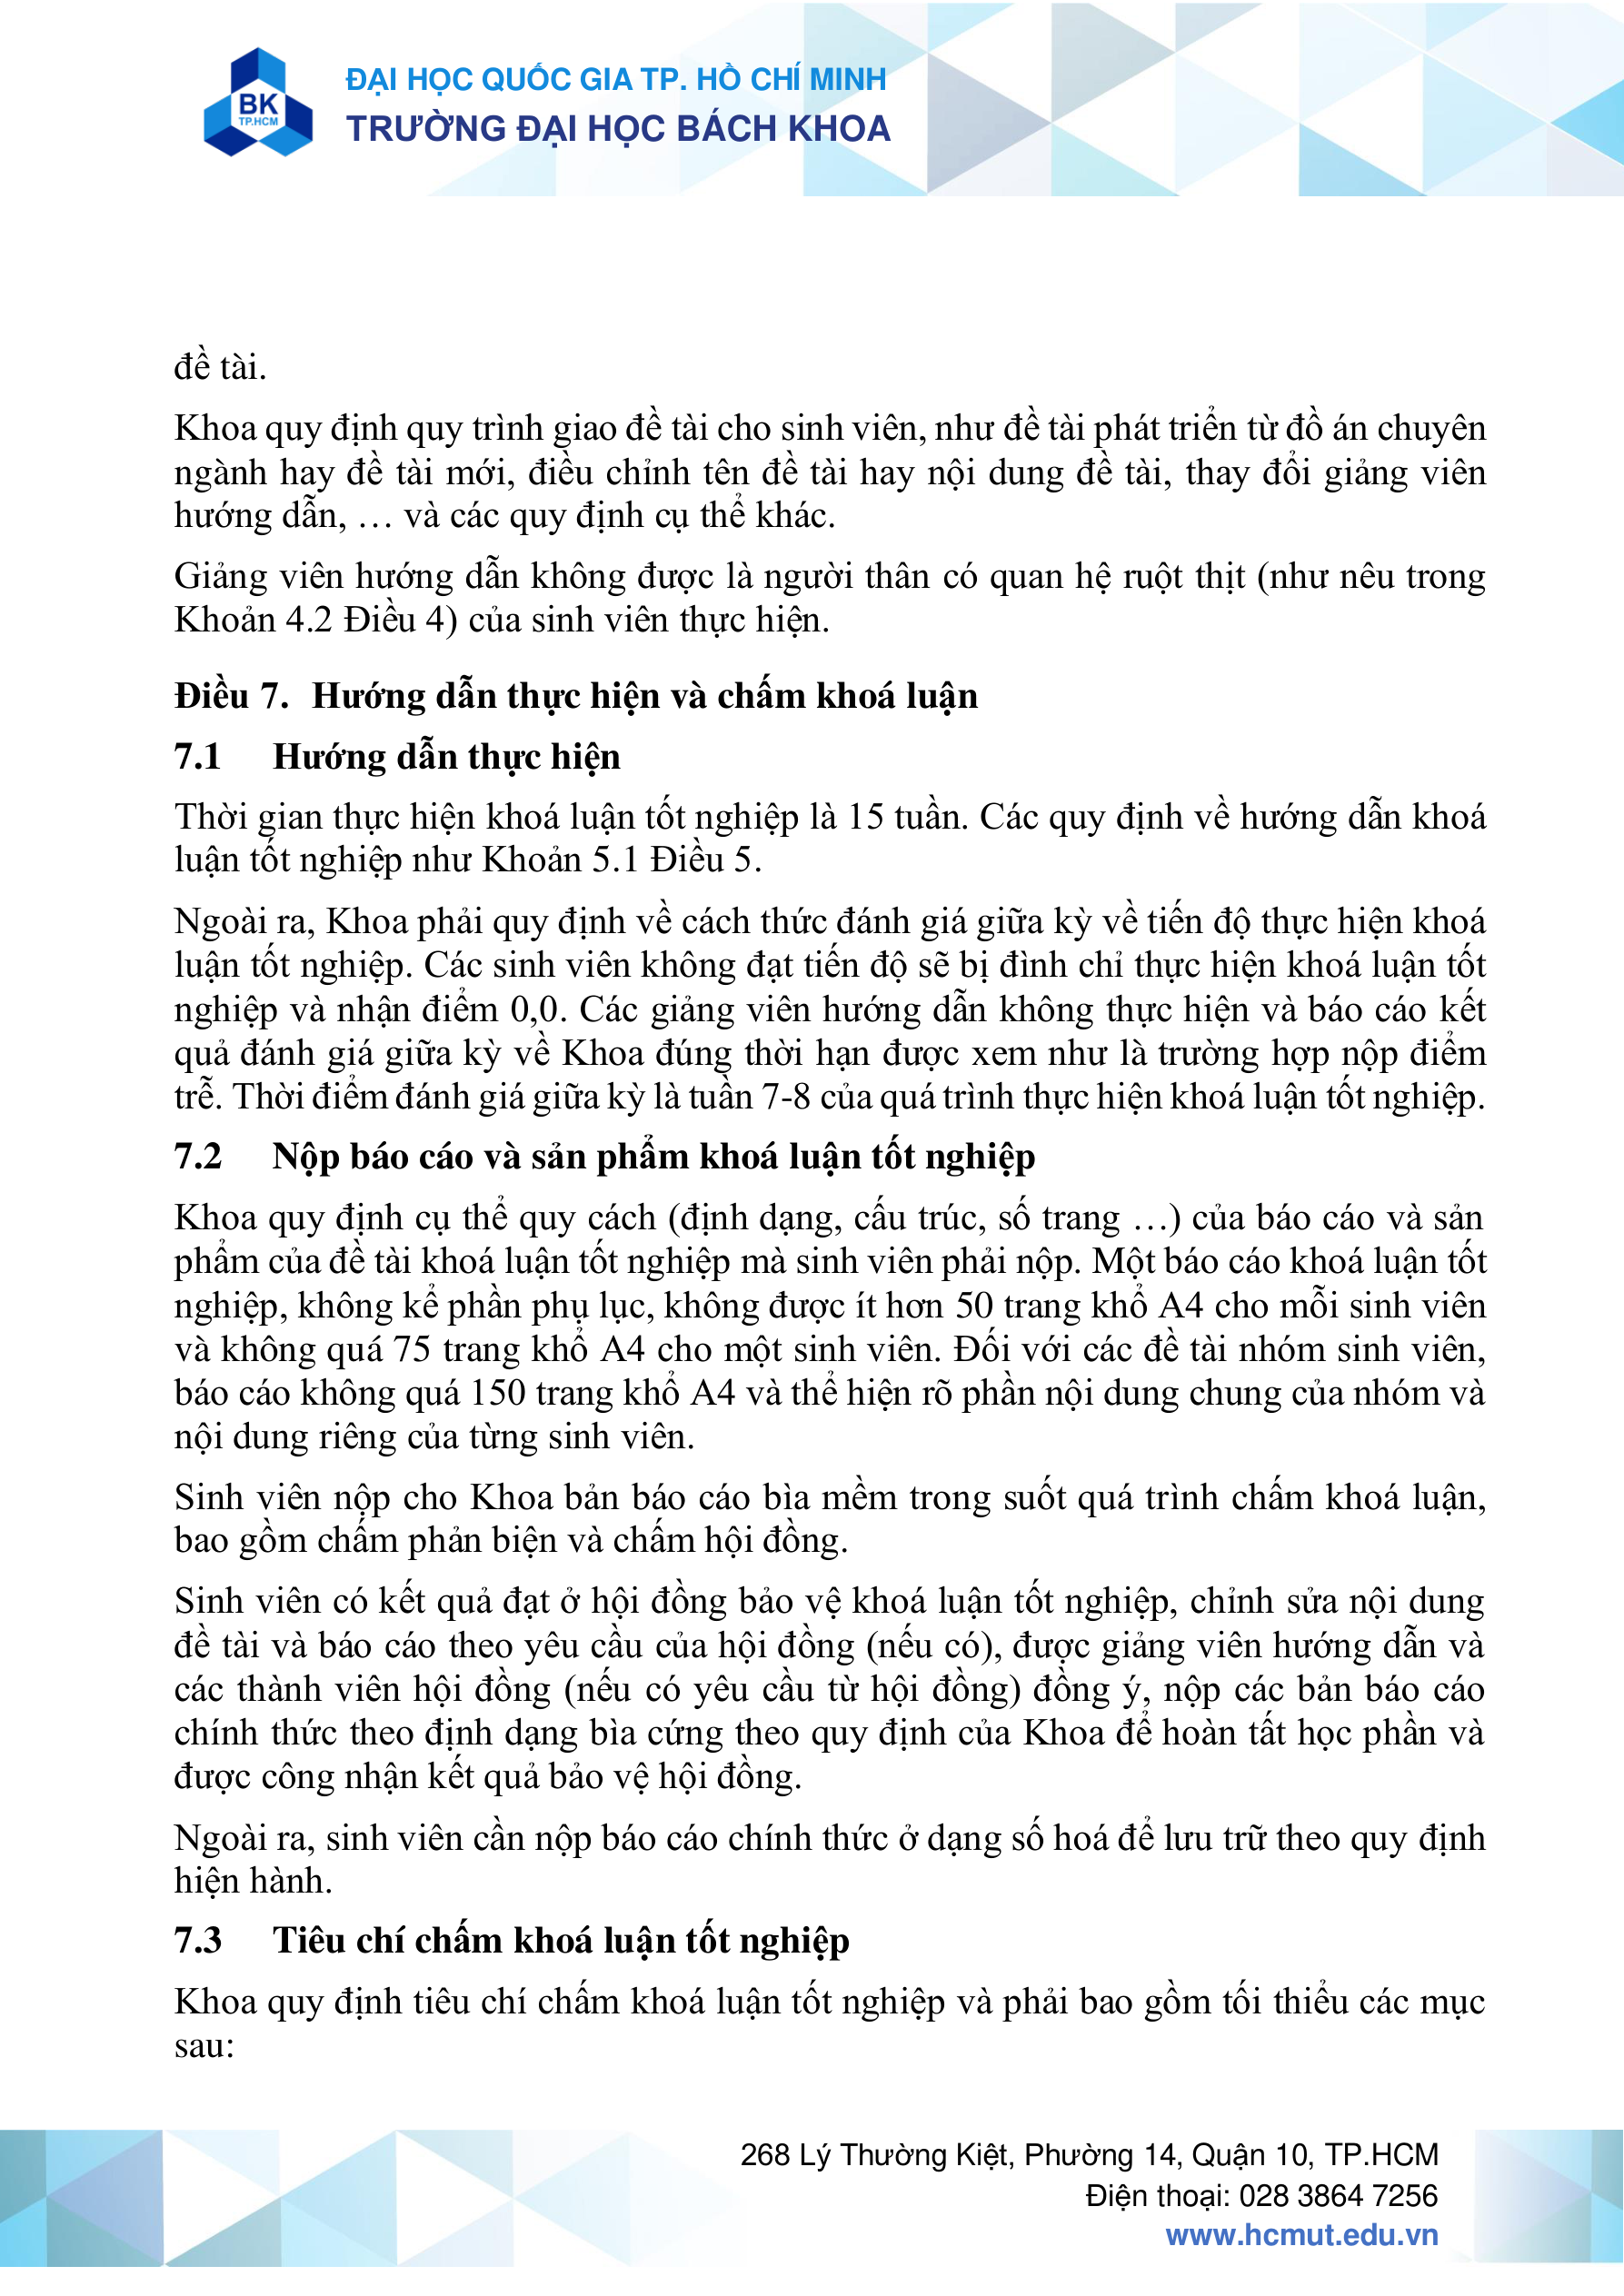 BK
TP.HCM
ĐẠI HỌC QUỐC GIA TP. HỒ CHÍ MINH
TRƯỜNG ĐẠI HỌC BÁCH KHOA
đề tài.
Khoa quy định quy trình giao đề tài cho sinh viên, như đề tài phát triển từ đồ án chuyên
ngành hay đề tài mới, điều chỉnh tên đề tài hay nội dung đề tài, thay đổi giảng viên
hướng dẫn, … và các quy định cụ thể khác.
Giảng viên hướng dẫn không được là người thân có quan hệ ruột thịt (như nêu trong
Khoản 4.2 Điều 4) của sinh viên thực hiện.
Điều 7. Hướng dẫn thực hiện và chấm khoá luận
7.1 Hướng dẫn thực hiện
Thời gian thực hiện khoá luận tốt nghiệp là 15 tuần. Các quy định về hướng dẫn khoá
luận tốt nghiệp như Khoản 5.1 Điều 5.
Ngoài ra, Khoa phải quy định về cách thức đánh giá giữa kỳ về tiến độ thực hiện khoá
luận tốt nghiệp. Các sinh viên không đạt tiến độ sẽ bị đình chỉ thực hiện khoá luận tốt
nghiệp và nhận điểm 0,0. Các giảng viên hướng dẫn không thực hiện và báo cáo kết
quả đánh giá giữa kỳ về Khoa đúng thời hạn được xem như là trường hợp nộp điểm
trễ. Thời điểm đánh giá giữa kỳ là tuần 7-8 của quá trình thực hiện khoá luận tốt nghiệp.
7.2 Nộp báo cáo và sản phẩm khoá luận tốt nghiệp
Khoa quy định cụ thể quy cách (định dạng, cấu trúc, số trang …) của báo cáo và sản
phẩm của đề tài khoá luận tốt nghiệp mà sinh viên phải nộp. Một báo cáo khoá luận tốt
nghiệp, không kể phần phụ lục, không được ít hơn 50 trang khổ A4 cho mỗi sinh viên
và không quá 75 trang khổ A4 cho một sinh viên. Đối với các đề tài nhóm sinh viên,
báo cáo không quá 150 trang khổ A4 và thể hiện rõ phần nội dung chung của nhóm và
nội dung riêng của từng sinh viên.
Sinh viên nộp cho Khoa bản báo cáo bìa mềm trong suốt quá trình chấm khoá luận,
bao gồm chấm phản biện và chấm hội đồng.
Sinh viên có kết quả đạt ở hội đồng bảo vệ khoá luận tốt nghiệp, chỉnh sửa nội dung
đề tài và báo cáo theo yêu cầu của hội đồng (nếu có), được giảng viên hướng dẫn và
các thành viên hội đồng (nếu có yêu cầu từ hội đồng) đồng ý, nộp các bản báo cáo
chính thức theo định dạng bìa cứng theo quy định của Khoa để hoàn tất học phần và
được công nhận kết quả bảo vệ hội đồng.
Ngoài ra, sinh viên cần nộp báo cáo chính thức ở dạng số hoá để lưu trữ theo quy định
hiện hành.
7.3 Tiêu chí chấm khoá luận tốt nghiệp
Khoa quy định tiêu chí chấm khoá luận tốt nghiệp và phải bao gồm tối thiểu các mục
sau:
268 Lý Thường Kiệt, Phường 14, Quận 10, TP.HCM
Điện thoại: 028 3864 7256
www.hcmut.edu.vn